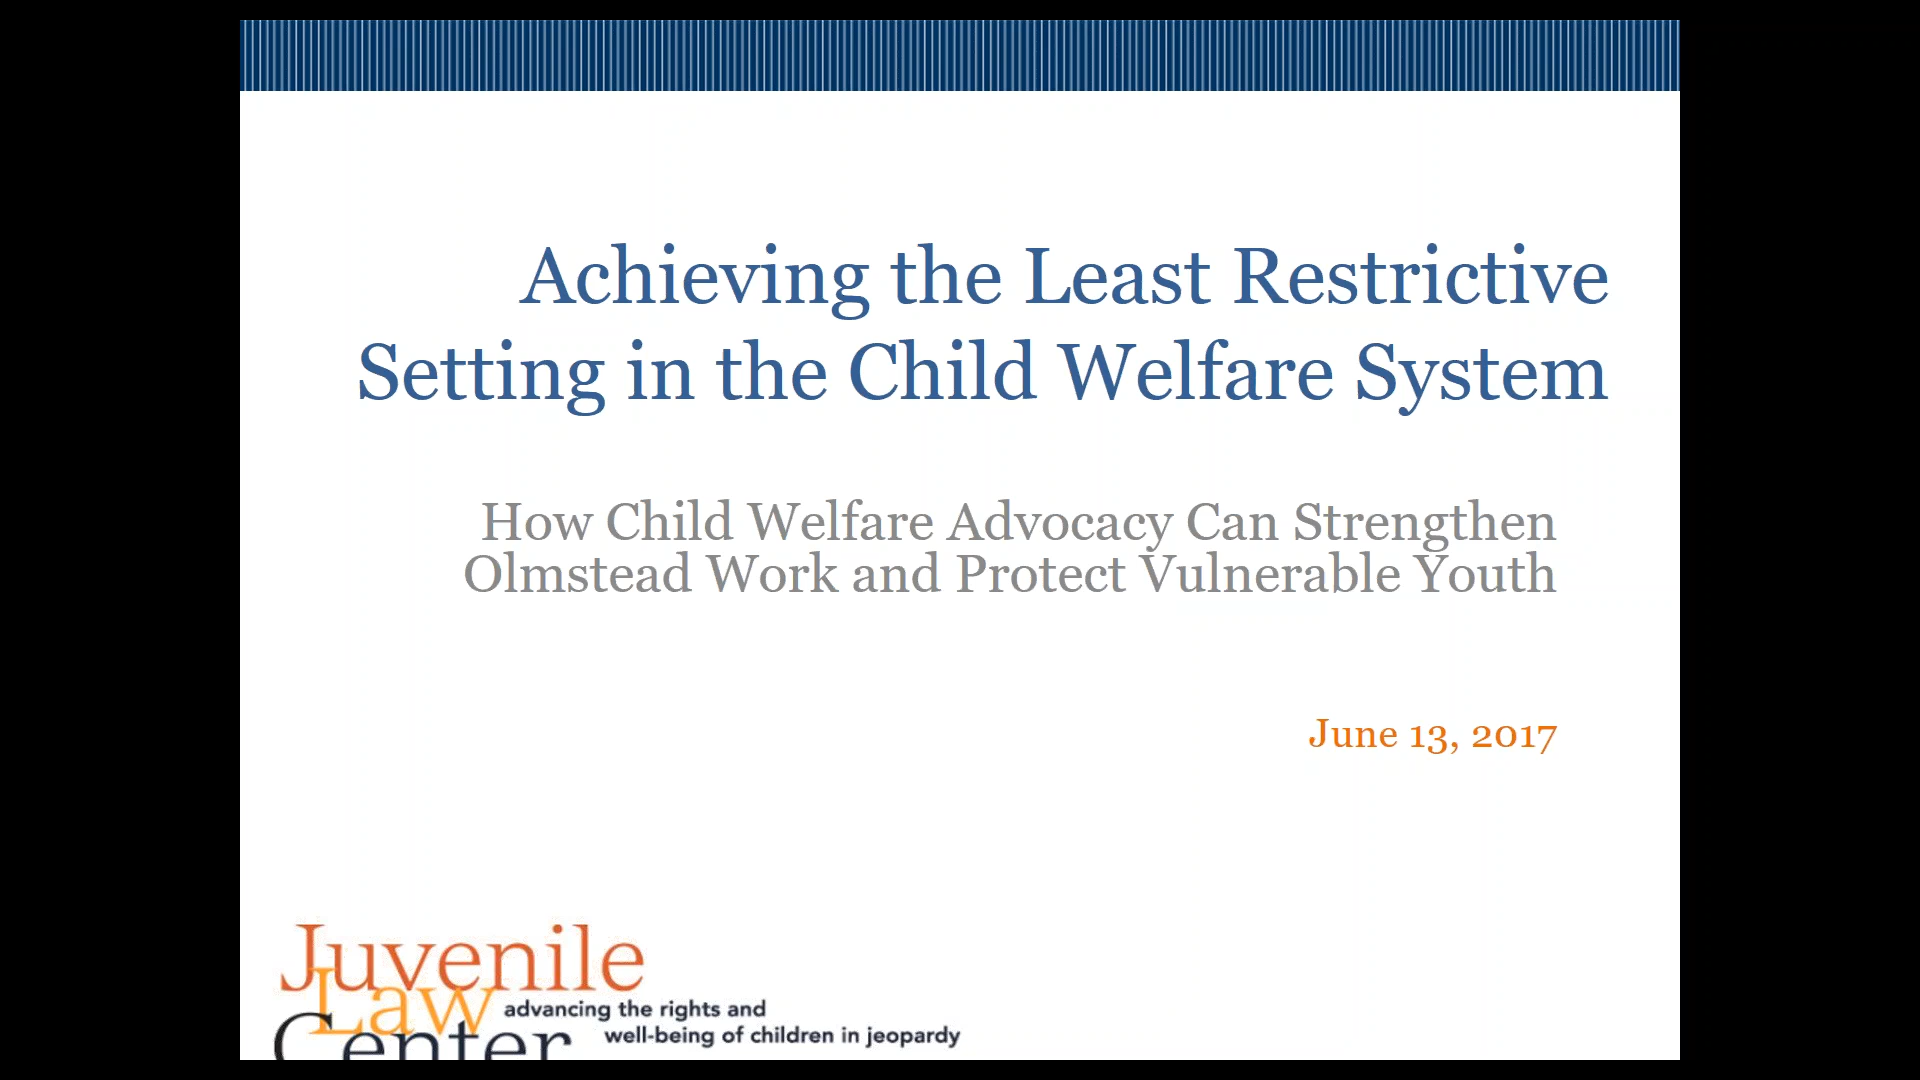 Achieving the Least Restrictive
Setting in the Child Welfare System
How Child Welfare Advocacy Can Strengthen
Olmstead Work and Protect Vulnerable Youth
June 13, 2017
Juvenile
Law
Center
advancing the rights and
well-being of children in jeopardy